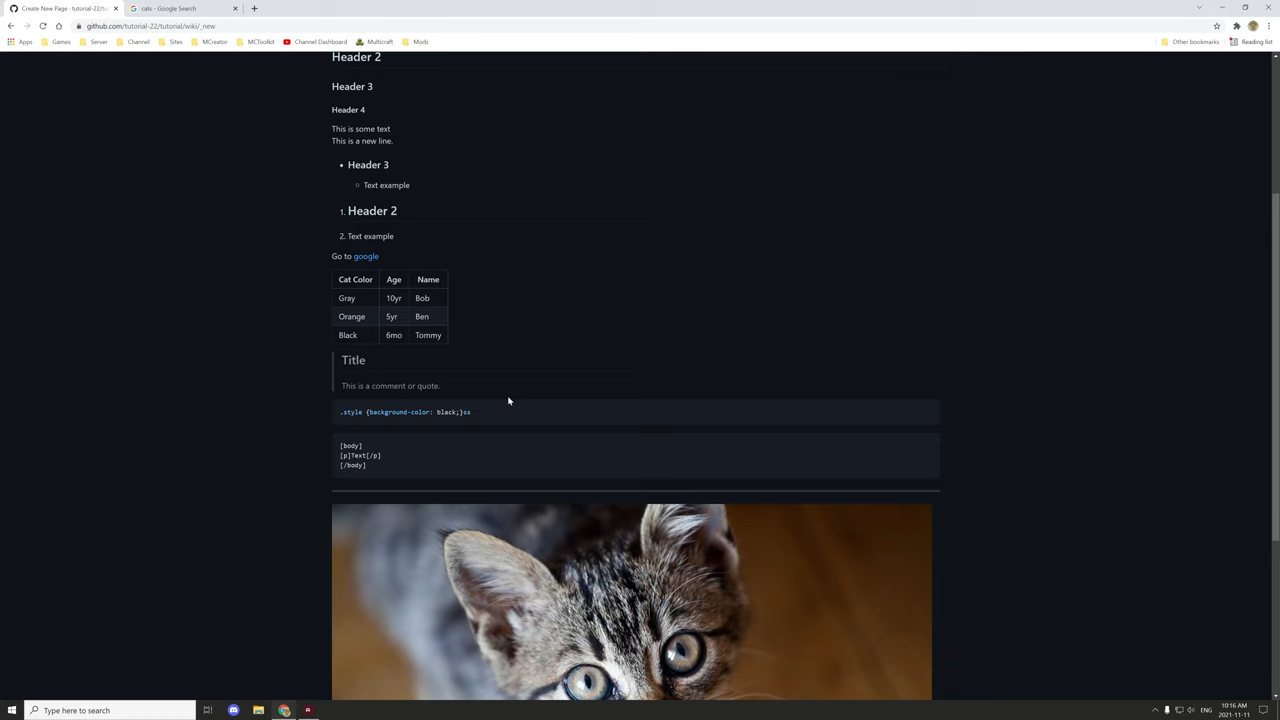 Create New Page · tutorial-22/tu
cats - Google Search
github.com/tutorial-22/tutorial/wiki/_new
Apps
Games
Server
Channel
Sites
MCreator
MCToolkit
Channel Dashboard
Multicraft
Mods
Other bookmarks
Reading list
Header 2
Header 3
Header 4
This is some text
This is a new line.
• Header 3
○ Text example
1. Header 2
2. Text example
Go to google
Cat Color Age Name
Gray 10yr Bob
Orange 5yr Ben
Black 6mo Tommy
Title
This is a comment or quote.
.style {background-color: black;}ss
[body]
[p]Text[/p]
[/body]
Type here to search
ENG
10:16 AM
2021-11-11